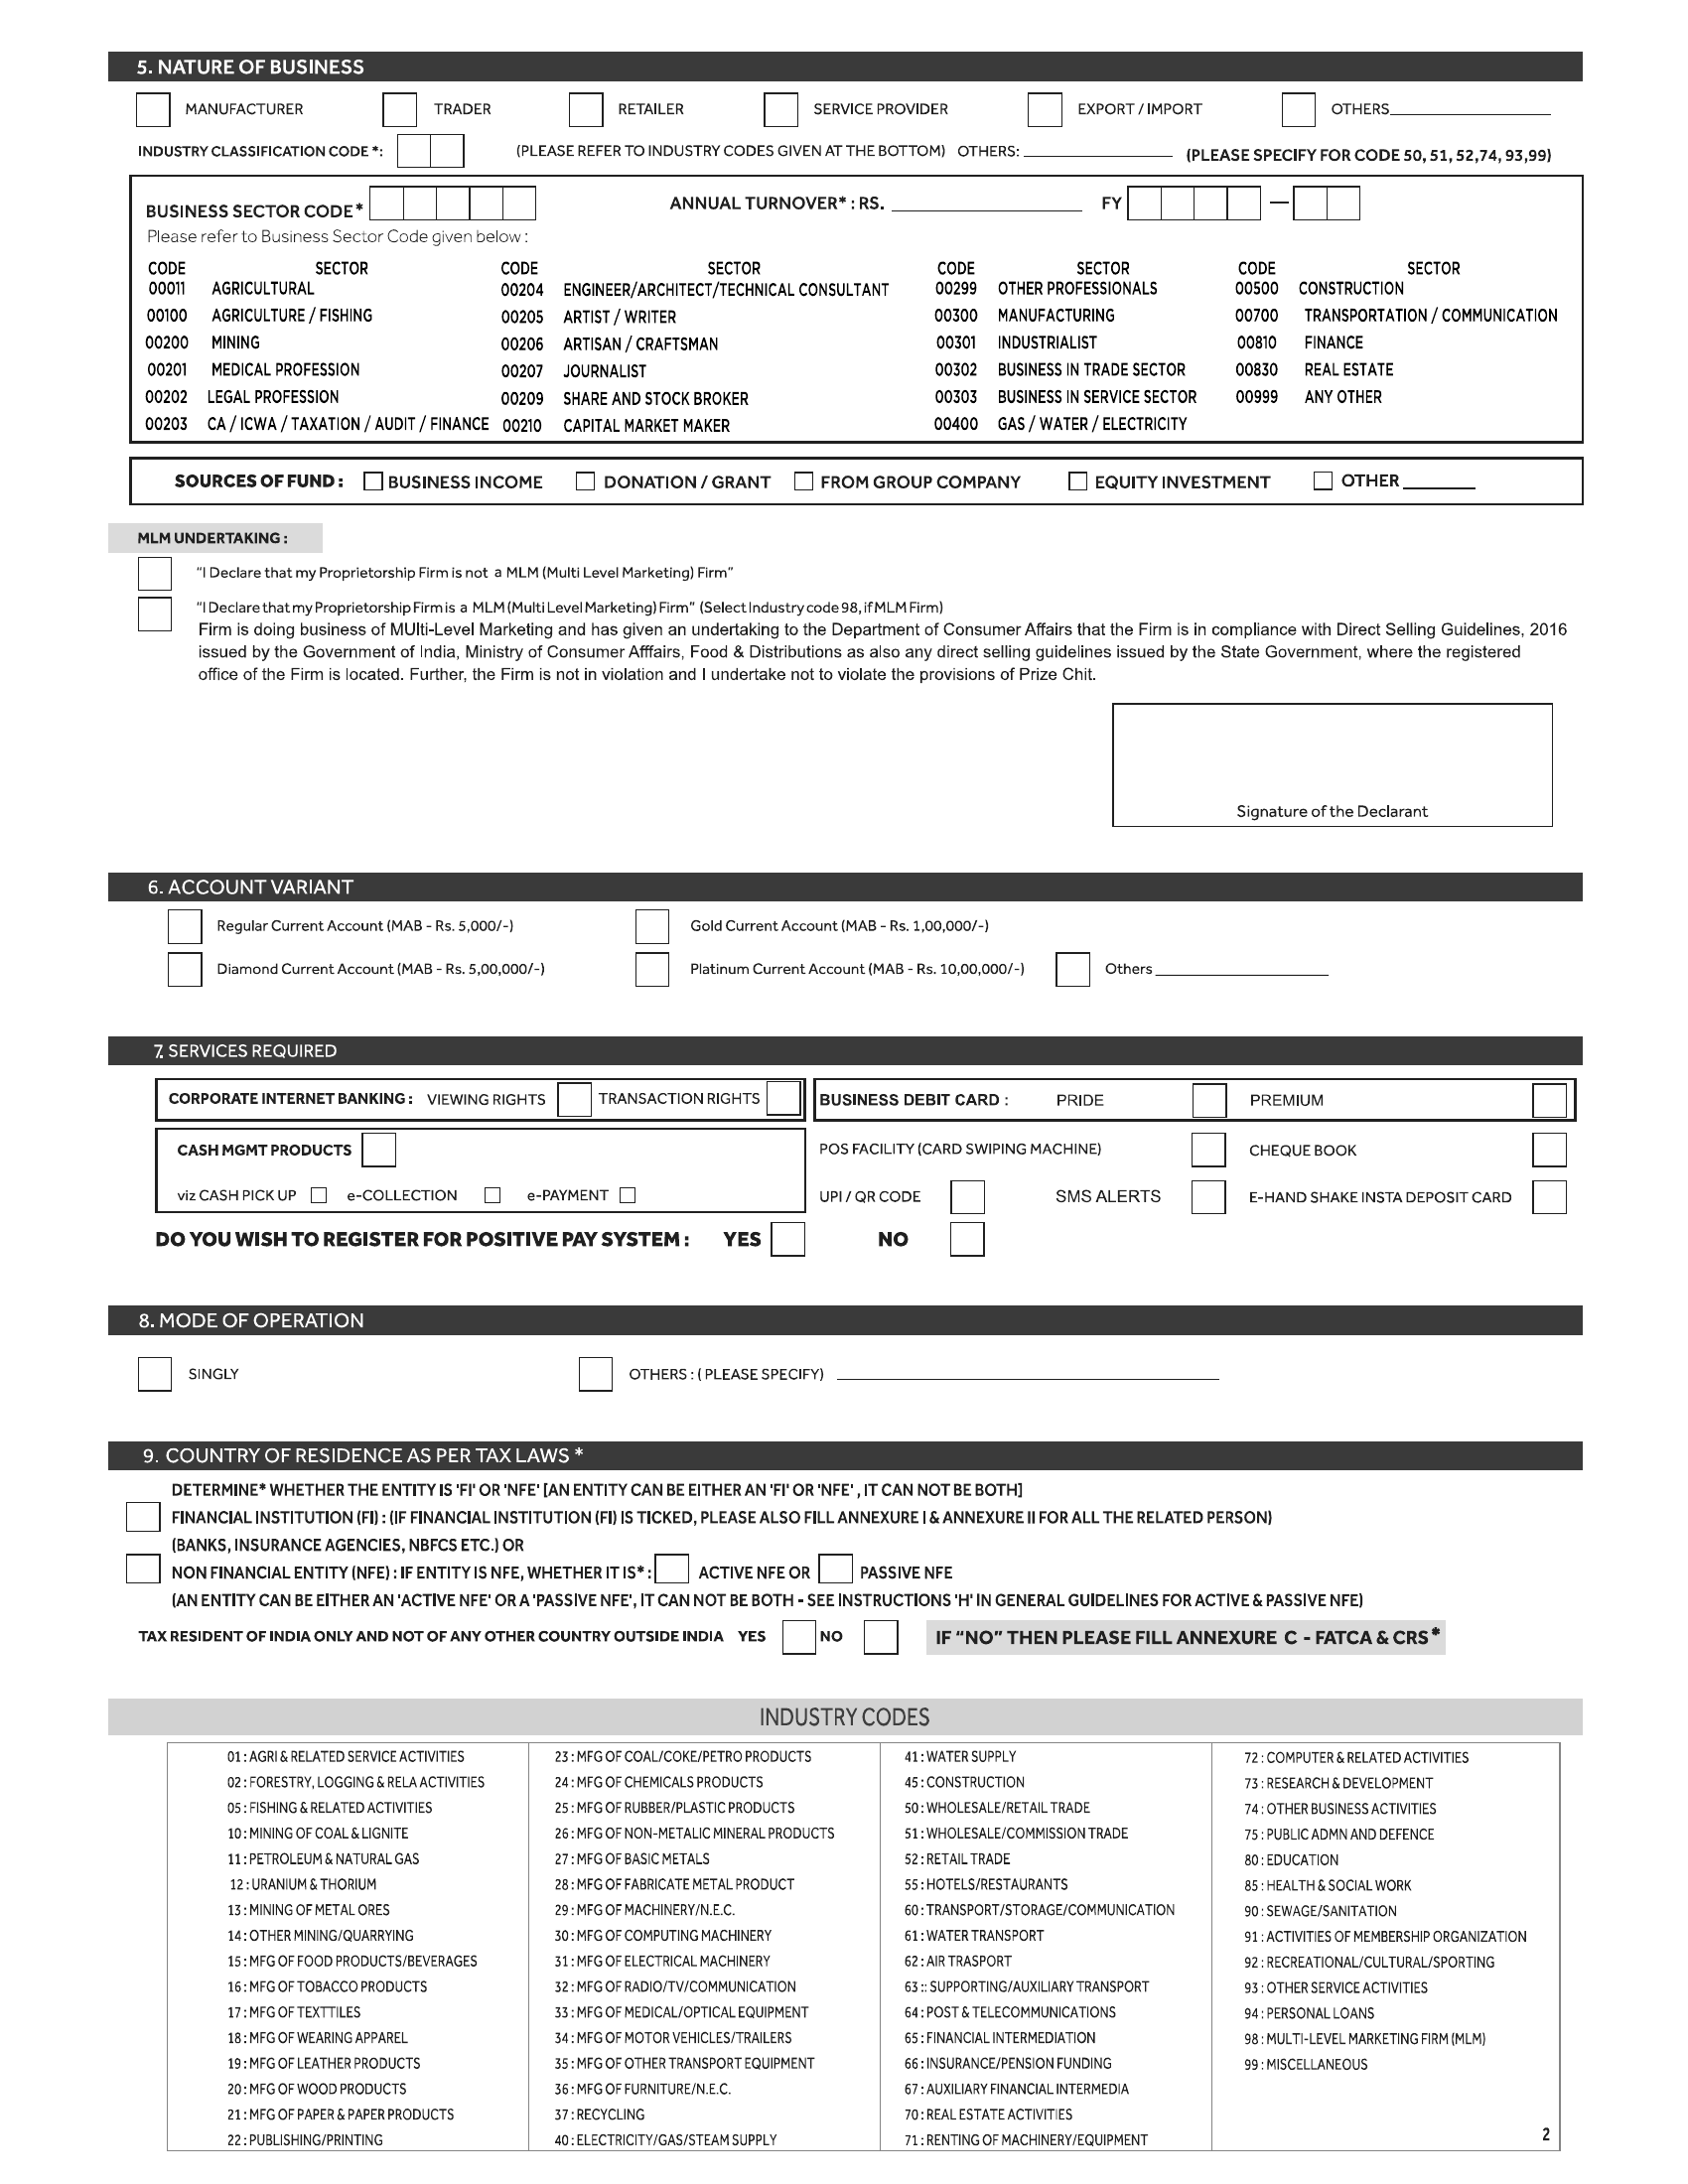 5. NATURE OF BUSINESS
MANUFACTURER TRADER RETAILER SERVICE PROVIDER EXPORT / IMPORT OTHERS
INDUSTRY CLASSIFICATION CODE *: (PLEASE REFER TO INDUSTRY CODES GIVEN AT THE BOTTOM) OTHERS: (PLEASE SPECIFY FOR CODE 50, 51, 52,74, 93,99)
BUSINESS SECTOR CODE* ANNUAL TURNOVER* : RS. FY —
Please refer to Business Sector Code given below :
CODE SECTOR CODE SECTOR CODE SECTOR CODE SECTOR
00011 AGRICULTURAL 00204 ENGINEER/ARCHITECT/TECHNICAL CONSULTANT 00299 OTHER PROFESSIONALS 00500 CONSTRUCTION
00100 AGRICULTURE / FISHING 00205 ARTIST / WRITER 00300 MANUFACTURING 00700 TRANSPORTATION / COMMUNICATION
00200 MINING 00206 ARTISAN / CRAFTSMAN 00301 INDUSTRIALIST 00810 FINANCE
00201 MEDICAL PROFESSION 00207 JOURNALIST 00302 BUSINESS IN TRADE SECTOR 00830 REAL ESTATE
00202 LEGAL PROFESSION 00209 SHARE AND STOCK BROKER 00303 BUSINESS IN SERVICE SECTOR 00999 ANY OTHER
00203 CA / ICWA / TAXATION / AUDIT / FINANCE 00210 CAPITAL MARKET MAKER 00400 GAS / WATER / ELECTRICITY
SOURCES OF FUND : BUSINESS INCOME DONATION / GRANT FROM GROUP COMPANY EQUITY INVESTMENT OTHER
MLM UNDERTAKING :
"I Declare that my Proprietorship Firm is not a MLM (Multi Level Marketing) Firm"
"I Declare that my Proprietorship Firm is a MLM (Multi Level Marketing) Firm" (Select Industry code 98, if MLM Firm)
Firm is doing business of MUlti-Level Marketing and has given an undertaking to the Department of Consumer Affairs that the Firm is in compliance with Direct Selling Guidelines, 2016
issued by the Government of India, Ministry of Consumer Afffairs, Food & Distributions as also any direct selling guidelines issued by the State Government, where the registered
office of the Firm is located. Further, the Firm is not in violation and I undertake not to violate the provisions of Prize Chit.
Signature of the Declarant
6. ACCOUNT VARIANT
Regular Current Account (MAB - Rs. 5,000/-) Gold Current Account (MAB - Rs. 1,00,000/-)
Diamond Current Account (MAB - Rs. 5,00,000/-) Platinum Current Account (MAB - Rs. 10,00,000/-) Others
7. SERVICES REQUIRED
CORPORATE INTERNET BANKING : VIEWING RIGHTS TRANSACTION RIGHTS BUSINESS DEBIT CARD : PRIDE PREMIUM
CASH MGMT PRODUCTS POS FACILITY (CARD SWIPING MACHINE) CHEQUE BOOK
viz CASH PICK UP e-COLLECTION e-PAYMENT UPI / QR CODE SMS ALERTS E-HAND SHAKE INSTA DEPOSIT CARD
DO YOU WISH TO REGISTER FOR POSITIVE PAY SYSTEM : YES NO
8. MODE OF OPERATION
SINGLY OTHERS : ( PLEASE SPECIFY)
9. COUNTRY OF RESIDENCE AS PER TAX LAWS *
DETERMINE* WHETHER THE ENTITY IS 'FI' OR 'NFE' [AN ENTITY CAN BE EITHER AN 'FI' OR 'NFE' , IT CAN NOT BE BOTH]
FINANCIAL INSTITUTION (FI) : (IF FINANCIAL INSTITUTION (FI) IS TICKED, PLEASE ALSO FILL ANNEXURE I & ANNEXURE II FOR ALL THE RELATED PERSON)
(BANKS, INSURANCE AGENCIES, NBFCS ETC.) OR
NON FINANCIAL ENTITY (NFE) : IF ENTITY IS NFE, WHETHER IT IS* : ACTIVE NFE OR PASSIVE NFE
(AN ENTITY CAN BE EITHER AN 'ACTIVE NFE' OR A 'PASSIVE NFE', IT CAN NOT BE BOTH - SEE INSTRUCTIONS 'H' IN GENERAL GUIDELINES FOR ACTIVE & PASSIVE NFE)
TAX RESIDENT OF INDIA ONLY AND NOT OF ANY OTHER COUNTRY OUTSIDE INDIA YES NO IF "NO" THEN PLEASE FILL ANNEXURE C - FATCA & CRS*
INDUSTRY CODES
01 : AGRI & RELATED SERVICE ACTIVITIES
02 : FORESTRY, LOGGING & RELA ACTIVITIES
05 : FISHING & RELATED ACTIVITIES
10 : MINING OF COAL & LIGNITE
11 : PETROLEUM & NATURAL GAS
12 : URANIUM & THORIUM
13 : MINING OF METAL ORES
14 : OTHER MINING/QUARRYING
15 : MFG OF FOOD PRODUCTS/BEVERAGES
16 : MFG OF TOBACCO PRODUCTS
17 : MFG OF TEXTTILES
18 : MFG OF WEARING APPAREL
19 : MFG OF LEATHER PRODUCTS
20 : MFG OF WOOD PRODUCTS
21 : MFG OF PAPER & PAPER PRODUCTS
22 : PUBLISHING/PRINTING
23 : MFG OF COAL/COKE/PETRO PRODUCTS
24 : MFG OF CHEMICALS PRODUCTS
25 : MFG OF RUBBER/PLASTIC PRODUCTS
26 : MFG OF NON-METALIC MINERAL PRODUCTS
27 : MFG OF BASIC METALS
28 : MFG OF FABRICATE METAL PRODUCT
29 : MFG OF MACHINERY/N.E.C.
30 : MFG OF COMPUTING MACHINERY
31 : MFG OF ELECTRICAL MACHINERY
32 : MFG OF RADIO/TV/COMMUNICATION
33 : MFG OF MEDICAL/OPTICAL EQUIPMENT
34 : MFG OF MOTOR VEHICLES/TRAILERS
35 : MFG OF OTHER TRANSPORT EQUIPMENT
36 : MFG OF FURNITURE/N.E.C.
37 : RECYCLING
40 : ELECTRICITY/GAS/STEAM SUPPLY
41 : WATER SUPPLY
45 : CONSTRUCTION
50 : WHOLESALE/RETAIL TRADE
51 : WHOLESALE/COMMISSION TRADE
52 : RETAIL TRADE
55 : HOTELS/RESTAURANTS
60 : TRANSPORT/STORAGE/COMMUNICATION
61 : WATER TRANSPORT
62 : AIR TRASPORT
63 :: SUPPORTING/AUXILIARY TRANSPORT
64 : POST & TELECOMMUNICATIONS
65 : FINANCIAL INTERMEDIATION
66 : INSURANCE/PENSION FUNDING
67 : AUXILIARY FINANCIAL INTERMEDIA
70 : REAL ESTATE ACTIVITIES
71 : RENTING OF MACHINERY/EQUIPMENT
72 : COMPUTER & RELATED ACTIVITIES
73 : RESEARCH & DEVELOPMENT
74 : OTHER BUSINESS ACTIVITIES
75 : PUBLIC ADMN AND DEFENCE
80 : EDUCATION
85 : HEALTH & SOCIAL WORK
90 : SEWAGE/SANITATION
91 : ACTIVITIES OF MEMBERSHIP ORGANIZATION
92 : RECREATIONAL/CULTURAL/SPORTING
93 : OTHER SERVICE ACTIVITIES
94 : PERSONAL LOANS
98 : MULTI-LEVEL MARKETING FIRM (MLM)
99 : MISCELLANEOUS
2